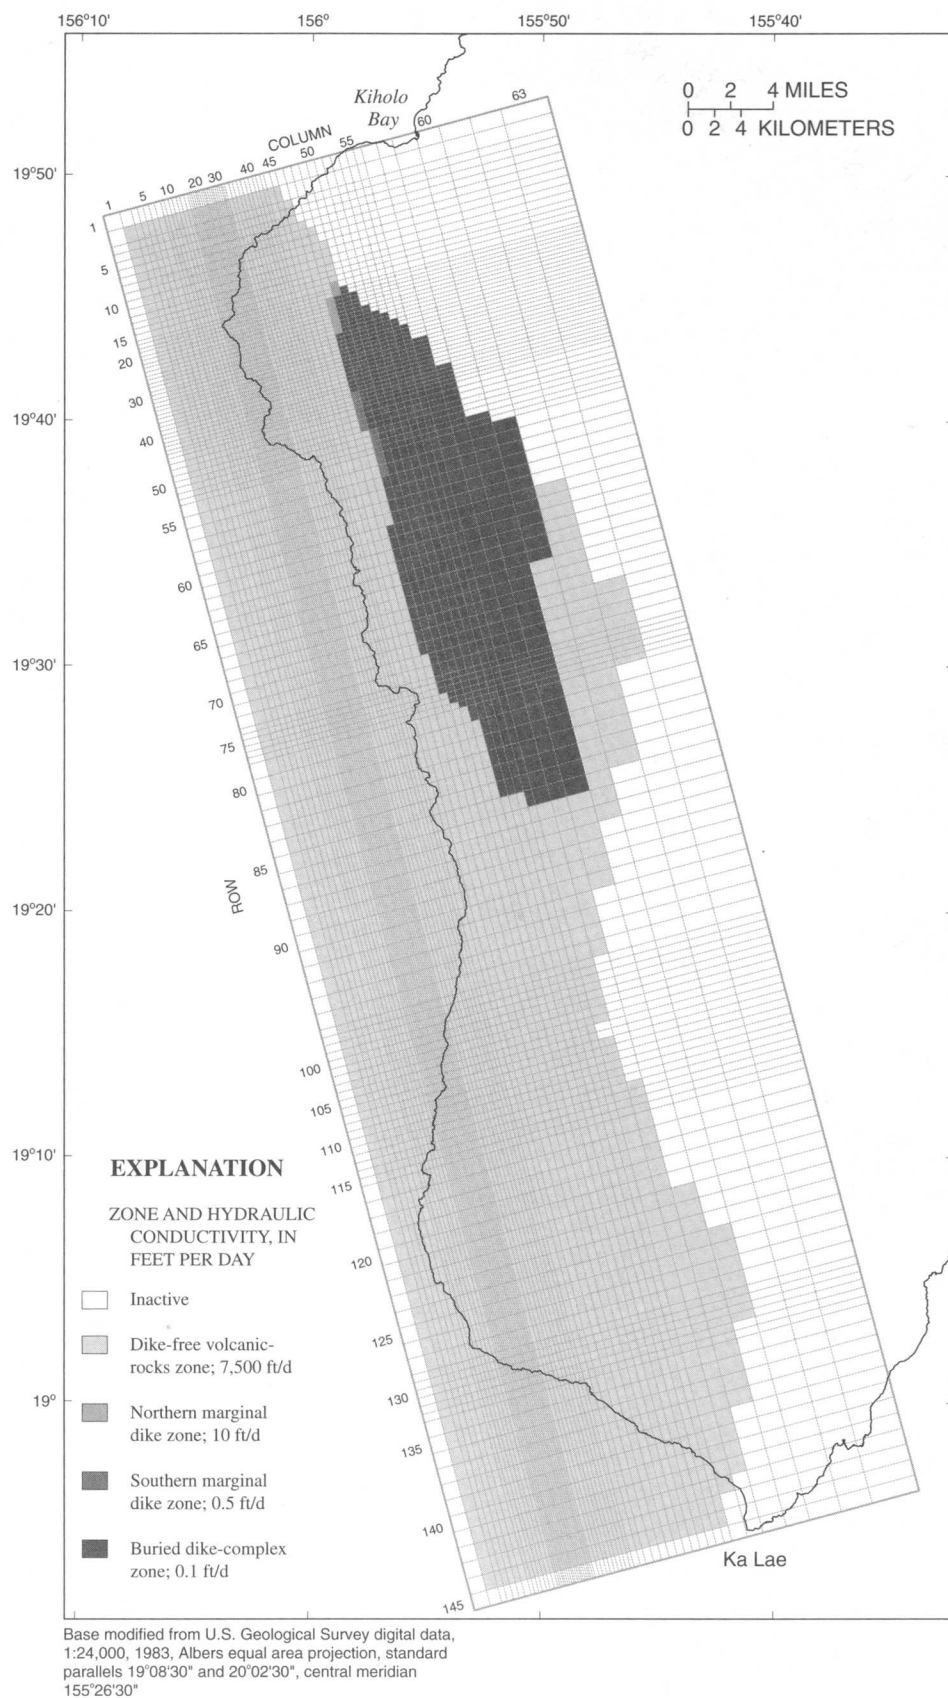 156°10' 156° 155°50' 155°40'
Kiholo
Bay
0 2 4 MILES
0 2 4 KILOMETERS
COLUMN
1 5 10 20 30 40 45 50 55 60 63
19°50'
19°40'
19°30'
19°20'
19°10'
19°
ROW
1
5
10
15
20
30
40
50
55
60
65
70
75
80
85
90
100
105
110
115
120
125
130
135
140
145
EXPLANATION
ZONE AND HYDRAULIC
CONDUCTIVITY, IN
FEET PER DAY
Inactive
Dike-free volcanic-
rocks zone; 7,500 ft/d
Northern marginal
dike zone; 10 ft/d
Southern marginal
dike zone; 0.5 ft/d
Buried dike-complex
zone; 0.1 ft/d
Ka Lae
Base modified from U.S. Geological Survey digital data,
1:24,000, 1983, Albers equal area projection, standard
parallels 19°08'30" and 20°02'30", central meridian
155°26'30"